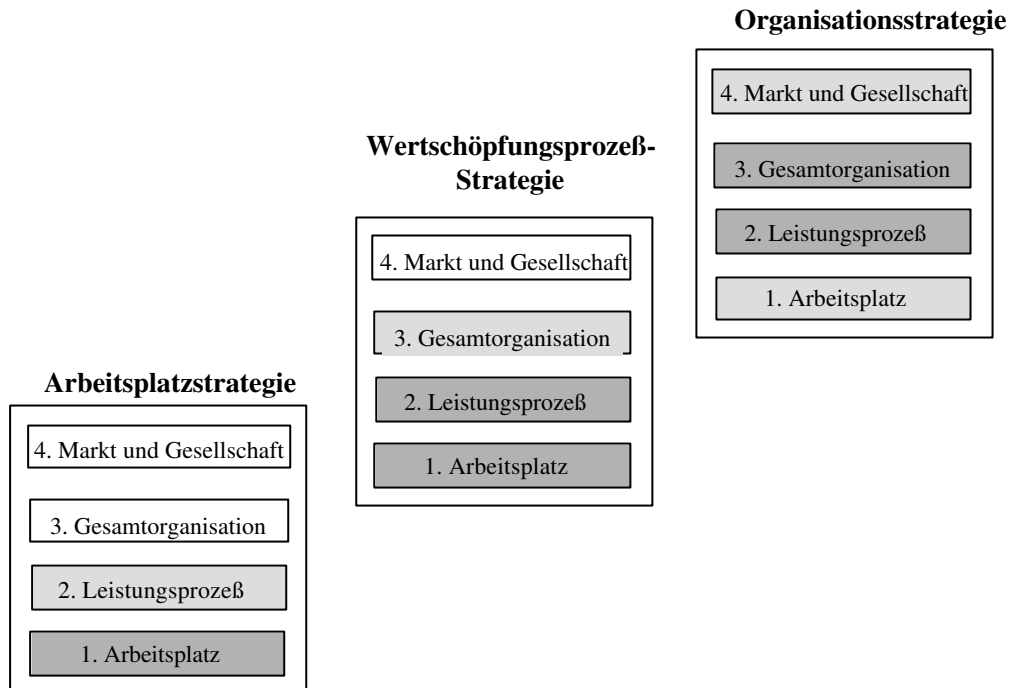 Organisationsstrategie
4. Markt und Gesellschaft
3. Gesamtorganisation
2. Leistungsprozeß
1. Arbeitsplatz
Wertschöpfungsprozeß-
Strategie
4. Markt und Gesellschaft
3. Gesamtorganisation
2. Leistungsprozeß
1. Arbeitsplatz
Arbeitsplatzstrategie
4. Markt und Gesellschaft
3. Gesamtorganisation
2. Leistungsprozeß
1. Arbeitsplatz